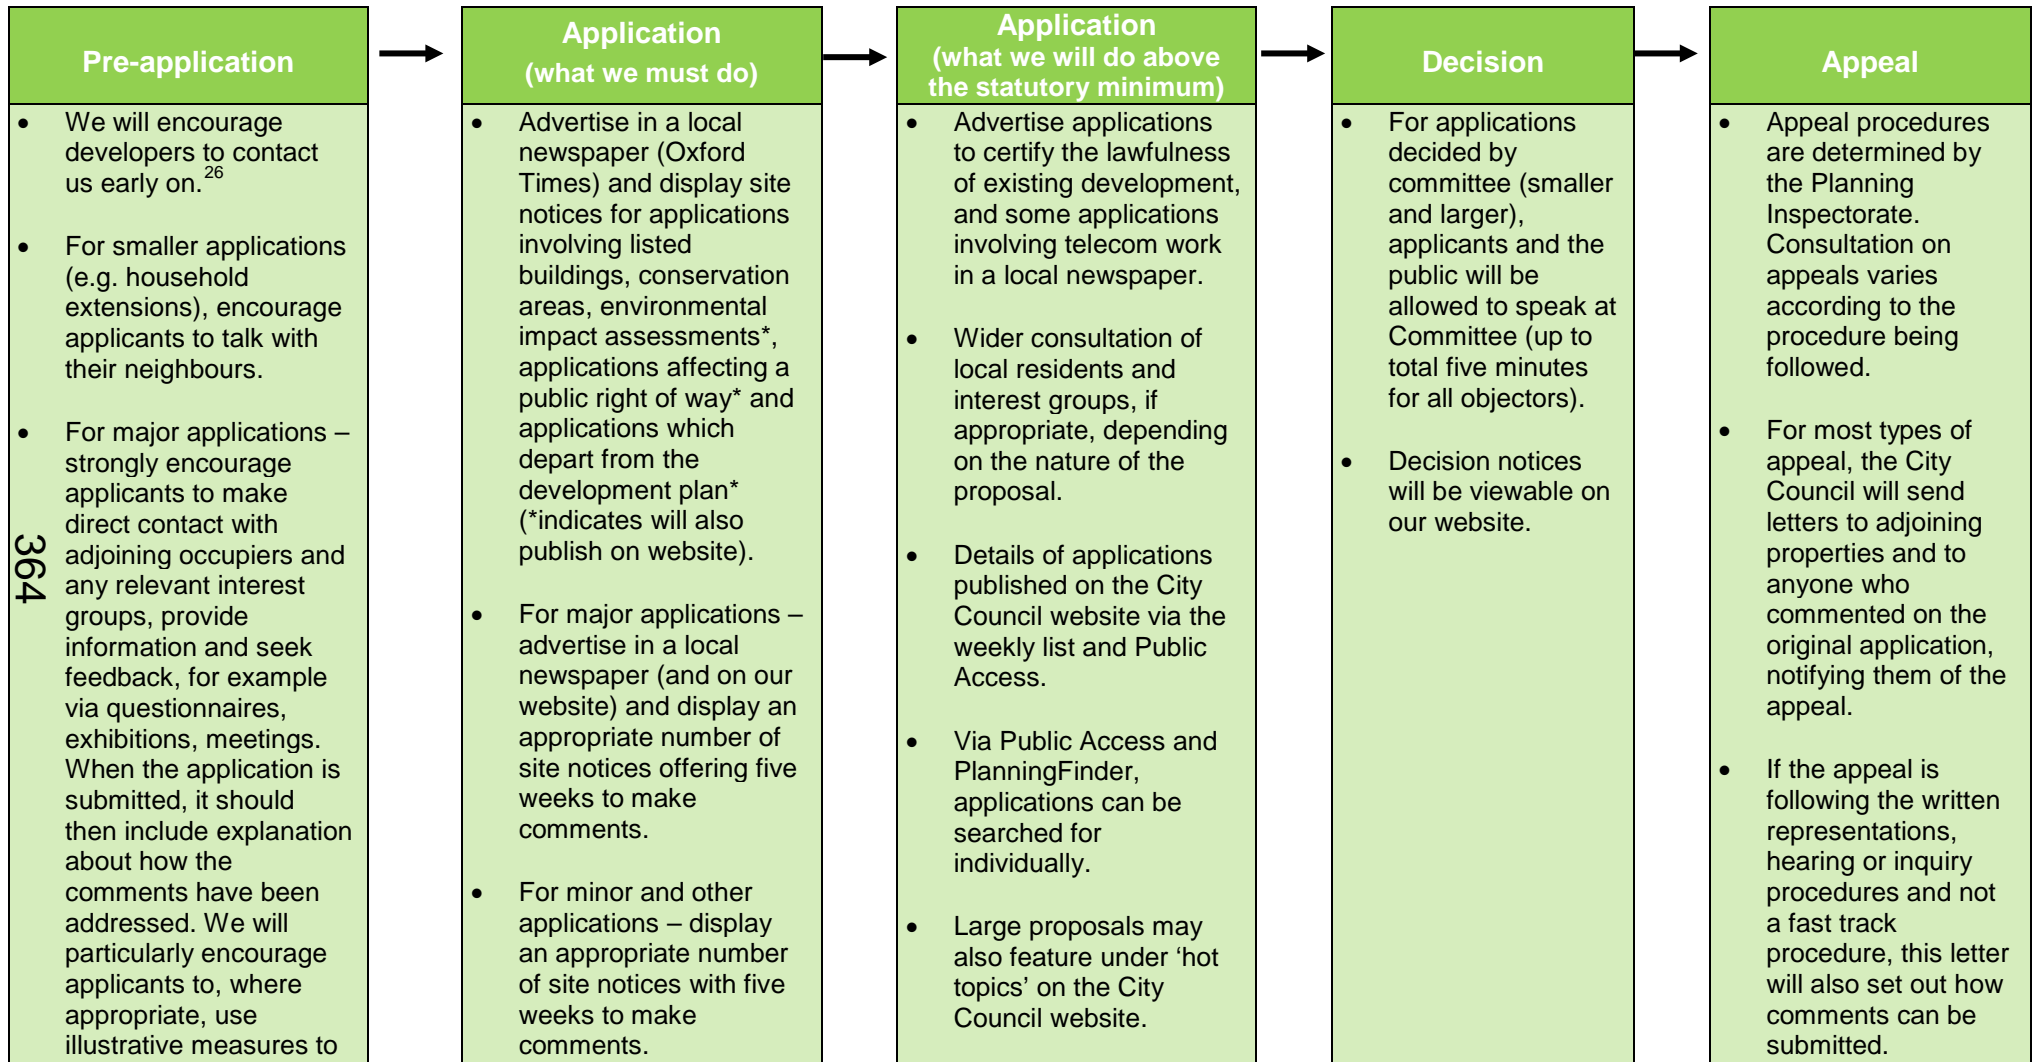 Pre-application
We will encourage
developers to contact
us early on.26
For smaller applications
(e.g. household
extensions), encourage
applicants to talk with
their neighbours.
For major applications –
strongly encourage
applicants to make
direct contact with
adjoining occupiers and
any relevant interest
groups, provide
information and seek
feedback, for example
via questionnaires,
exhibitions, meetings.
When the application is
submitted, it should
then include explanation
about how the
comments have been
addressed. We will
particularly encourage
applicants to, where
appropriate, use
illustrative measures to
364
Application
(what we must do)
Advertise in a local
newspaper (Oxford
Times) and display site
notices for applications
involving listed
buildings, conservation
areas, environmental
impact assessments*,
applications affecting a
public right of way* and
applications which
depart from the
development plan*
(*indicates will also
publish on website).
For major applications –
advertise in a local
newspaper (and on our
website) and display an
appropriate number of
site notices offering five
weeks to make
comments.
For minor and other
applications – display
an appropriate number
of site notices with five
weeks to make
comments.
Application
(what we will do above
the statutory minimum)
Advertise applications
to certify the lawfulness
of existing development,
and some applications
involving telecom work
in a local newspaper.
Wider consultation of
local residents and
interest groups, if
appropriate, depending
on the nature of the
proposal.
Details of applications
published on the City
Council website via the
weekly list and Public
Access.
Via Public Access and
PlanningFinder,
applications can be
searched for
individually.
Large proposals may
also feature under ‘hot
topics’ on the City
Council website.
Decision
For applications
decided by
committee (smaller
and larger),
applicants and the
public will be
allowed to speak at
Committee (up to
total five minutes
for all objectors).
Decision notices
will be viewable on
our website.
Appeal
Appeal procedures
are determined by
the Planning
Inspectorate.
Consultation on
appeals varies
according to the
procedure being
followed.
For most types of
appeal, the City
Council will send
letters to adjoining
properties and to
anyone who
commented on the
original application,
notifying them of the
appeal.
If the appeal is
following the written
representations,
hearing or inquiry
procedures and not
a fast track
procedure, this letter
will also set out how
comments can be
submitted.